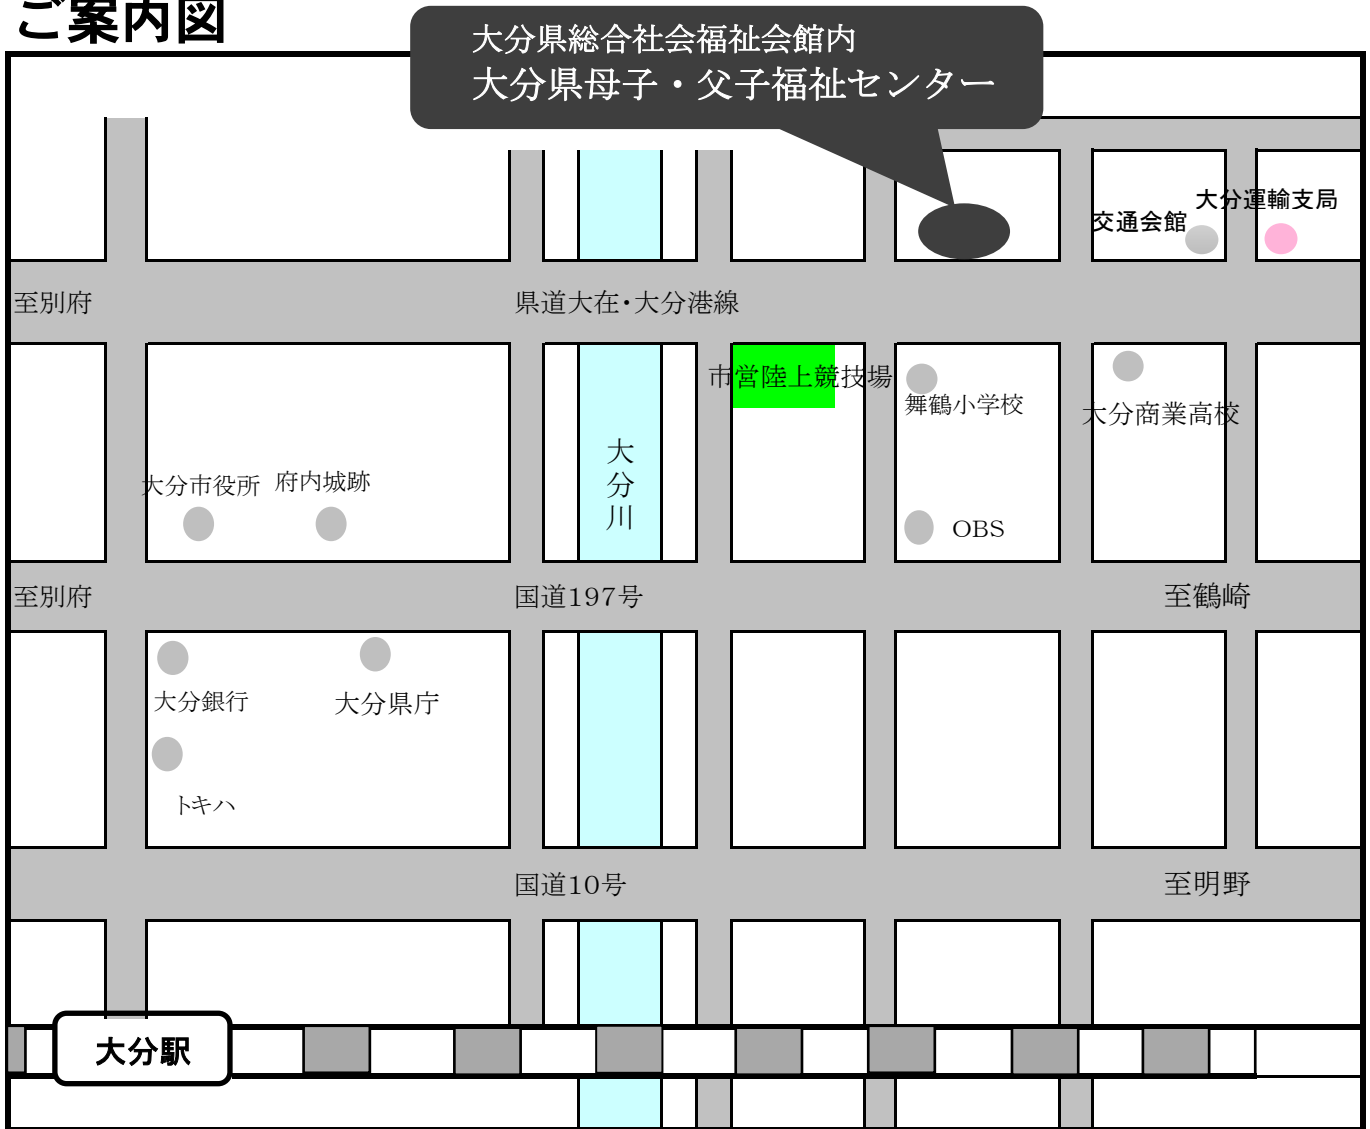 ご案内図
大分県総合社会福祉会館内
大分県母子・父子福祉センター
大分運輸支局
交通会館
至別府
県道大在・大分港線
市営陸上競技場
舞鶴小学校
大分商業高校
大分川
大分市役所
府内城跡
OBS
至別府
国道197号
至鶴崎
大分銀行
大分県庁
トキハ
国道10号
至明野
大分駅